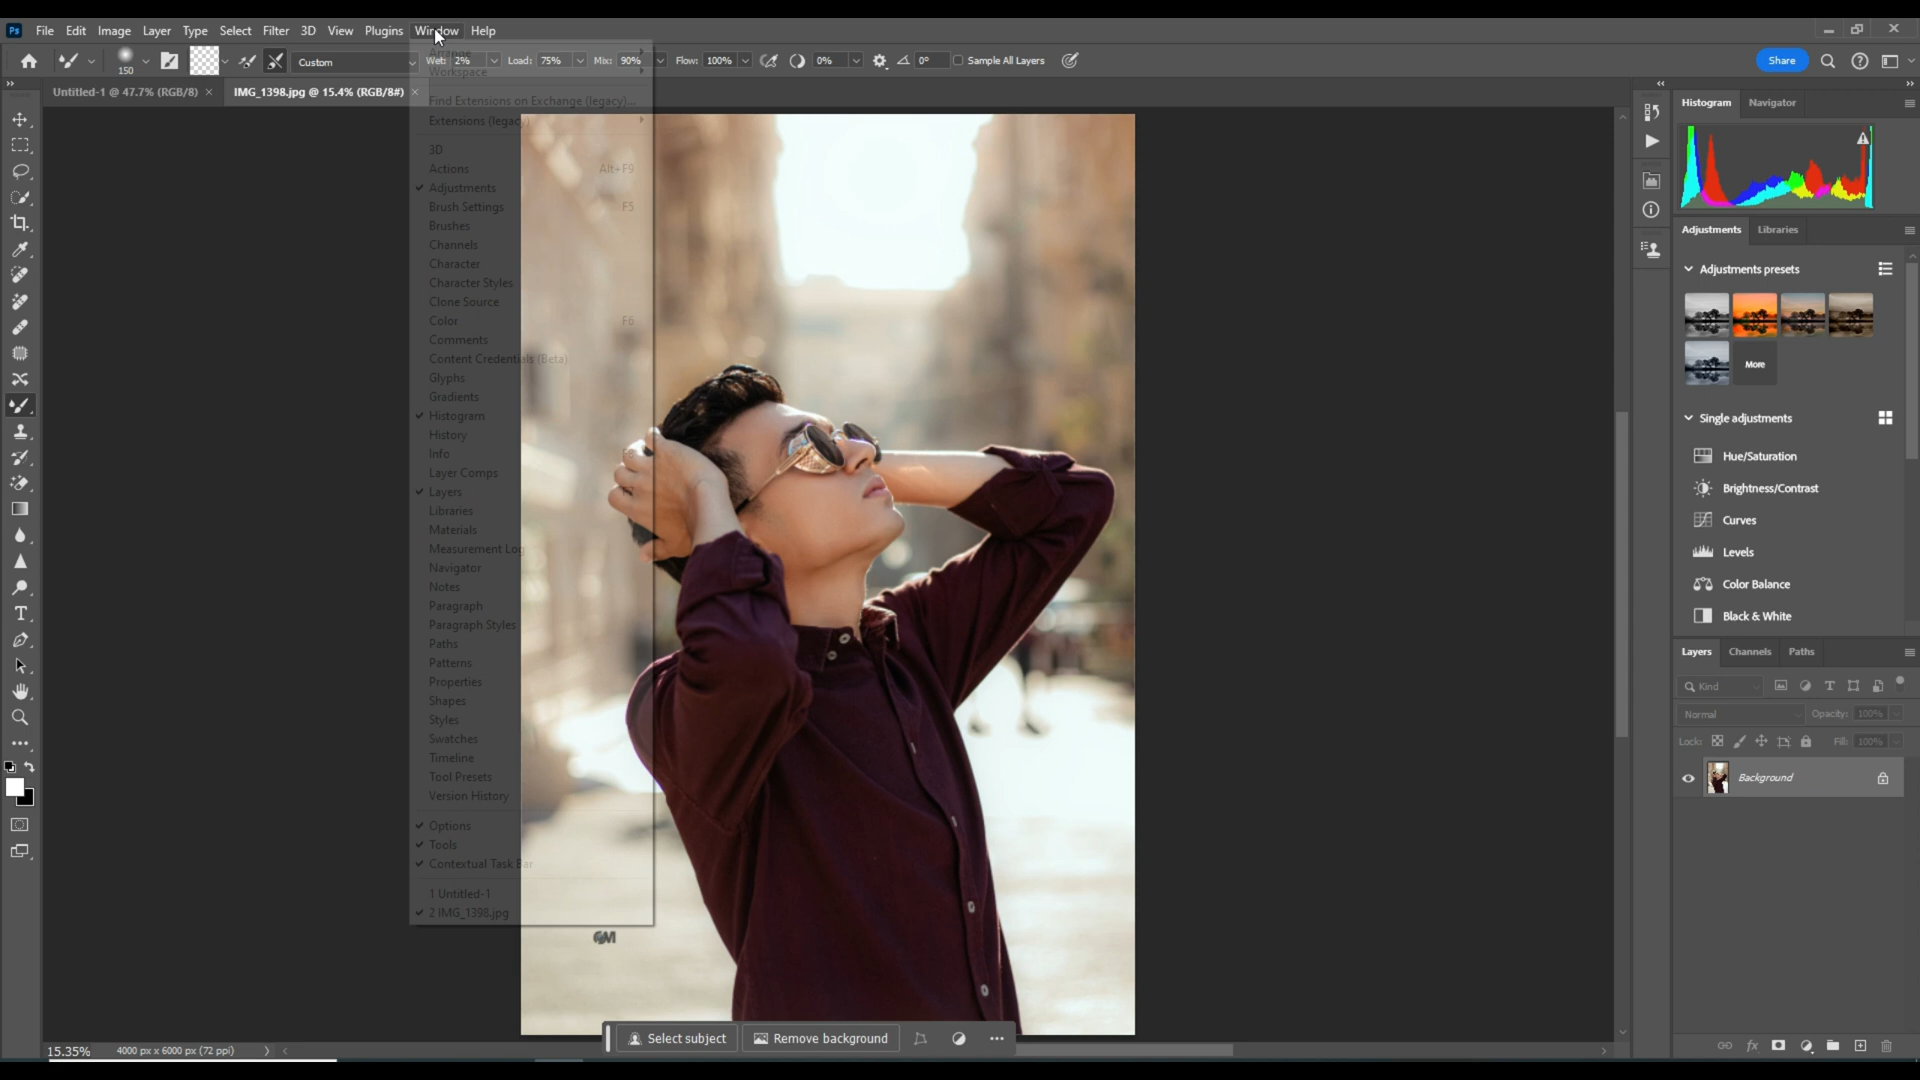 Ps File Edit Image Layer Type Select Filter 3D View Plugins Window Help
150 Custom Wet: 2% Load: 75% Mix: 90% Flow: 100% 0% 0° Sample All Layers Share
Untitled-1 @ 47.7% (RGB/8) × IMG_1398.jpg @ 15.4% (RGB/8#) ×
Arrange
Workspace
Find Extensions on Exchange (legacy)...
Extensions (legacy)
3D
Actions Alt+F9
Adjustments
Brush Settings F5
Brushes
Channels
Character
Character Styles
Clone Source
Color F6
Comments
Content Credentials (Beta)
Glyphs
Gradients
Histogram
History
Info
Layer Comps
Layers
Libraries
Materials
Measurement Log
Navigator
Notes
Paragraph
Paragraph Styles
Paths
Patterns
Properties
Shapes
Styles
Swatches
Timeline
Tool Presets
Version History
Options
Tools
Contextual Task Bar
1 Untitled-1
2 IMG_1398.jpg
Select subject Remove background
15.35% 4000 px x 6000 px (72 ppi)
Histogram Navigator
Adjustments Libraries
Adjustments presets
More
Single adjustments
Hue/Saturation
Brightness/Contrast
Curves
Levels
Color Balance
Black & White
Layers Channels Paths
Kind
Normal Opacity: 100%
Lock: Fill: 100%
Background